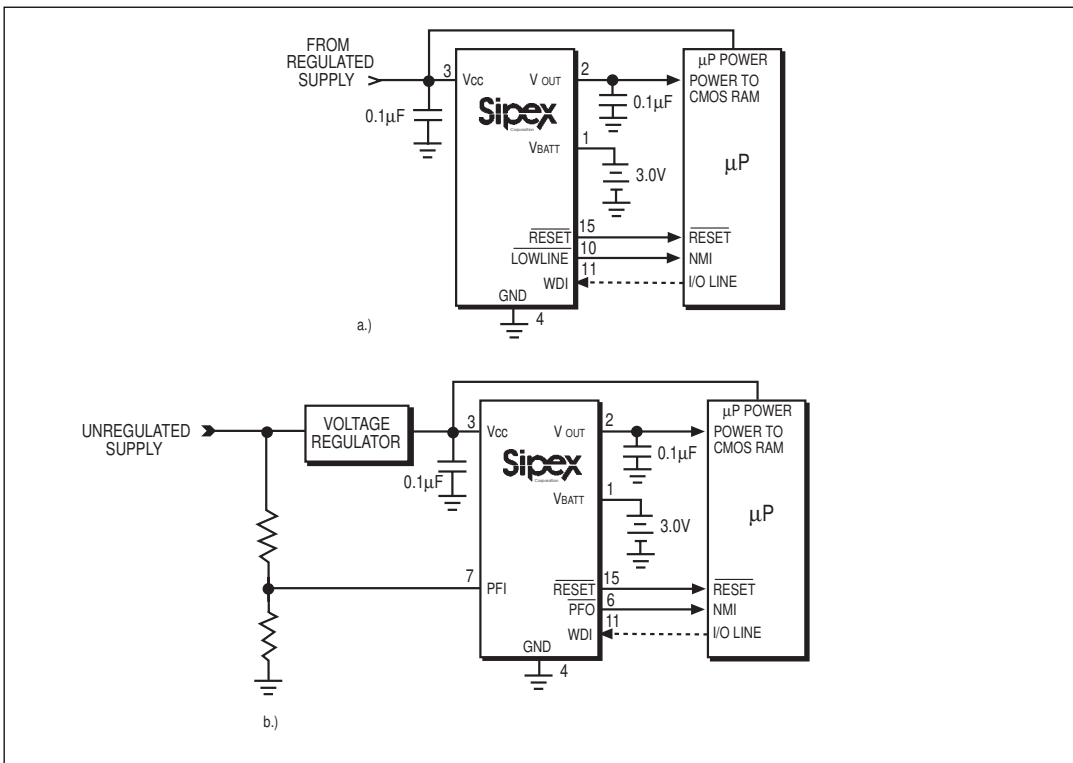 FROM
REGULATED
SUPPLY
3
VCC
0.1µF
V OUT
2
0.1µF
Sipex
Corporation
1
VBATT
3.0V
µP POWER
POWER TO
CMOS RAM
µP
RESET
15
RESET
LOWLINE
10
NMI
WDI
11
I/O LINE
GND
4
a.)
UNREGULATED
SUPPLY
VOLTAGE
REGULATOR
3
VCC
0.1µF
V OUT
2
0.1µF
Sipex
Corporation
1
VBATT
3.0V
µP POWER
POWER TO
CMOS RAM
µP
7
PFI
RESET
15
RESET
PFO
6
NMI
WDI
11
I/O LINE
GND
4
b.)